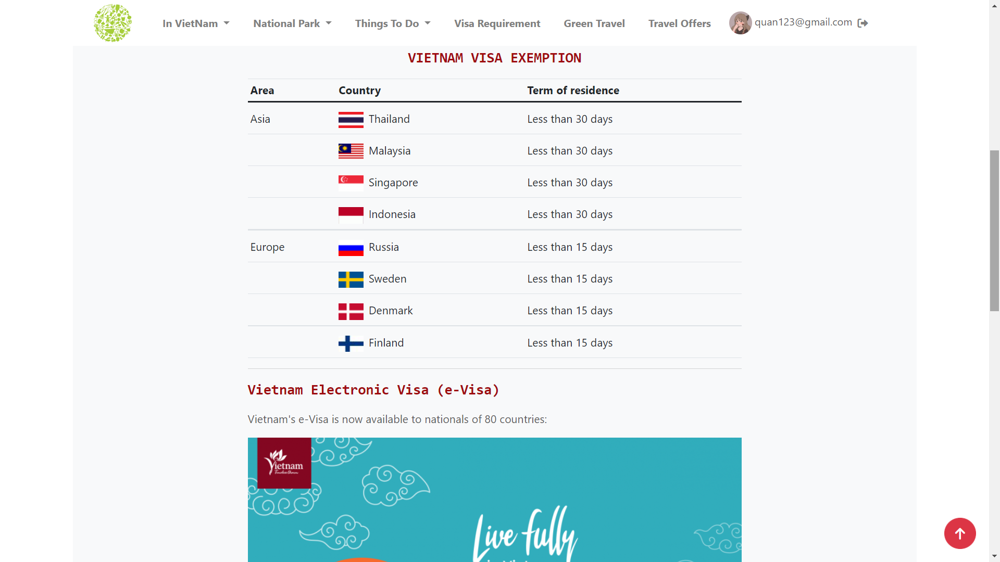 In VietNam National Park Things To Do Visa Requirement Green Travel Travel Offers quan123@gmail.com
VIETNAM VISA EXEMPTION
Area Country Term of residence
Asia Thailand Less than 30 days
Malaysia Less than 30 days
Singapore Less than 30 days
Indonesia Less than 30 days
Europe Russia Less than 15 days
Sweden Less than 15 days
Denmark Less than 15 days
Finland Less than 15 days
Vietnam Electronic Visa (e-Visa)
Vietnam's e-Visa is now available to nationals of 80 countries:
Vietnam
Timeless Charm
Live fully